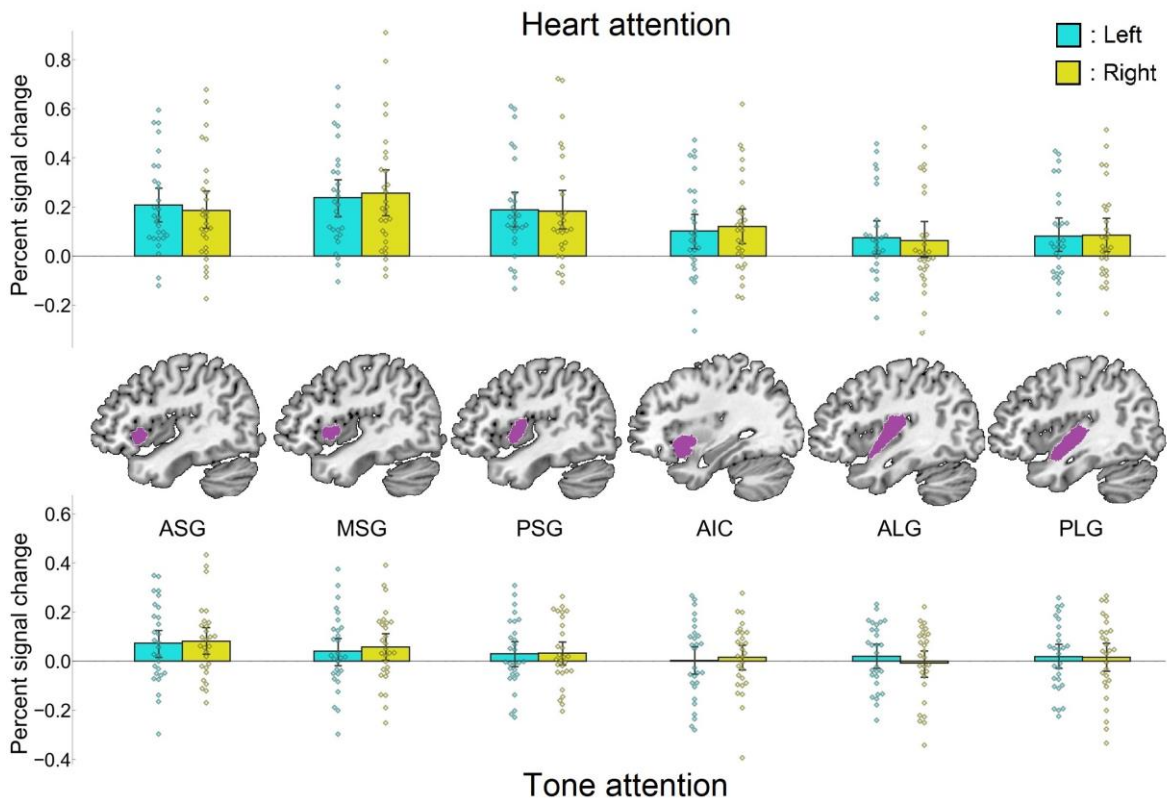 Heart attention
: Left
: Right
Percent signal change
0.8
0.6
0.4
0.2
0.0
−0.2
ASG MSG PSG AIC ALG PLG
Percent signal change
0.6
0.4
0.2
0.0
−0.2
−0.4
Tone attention